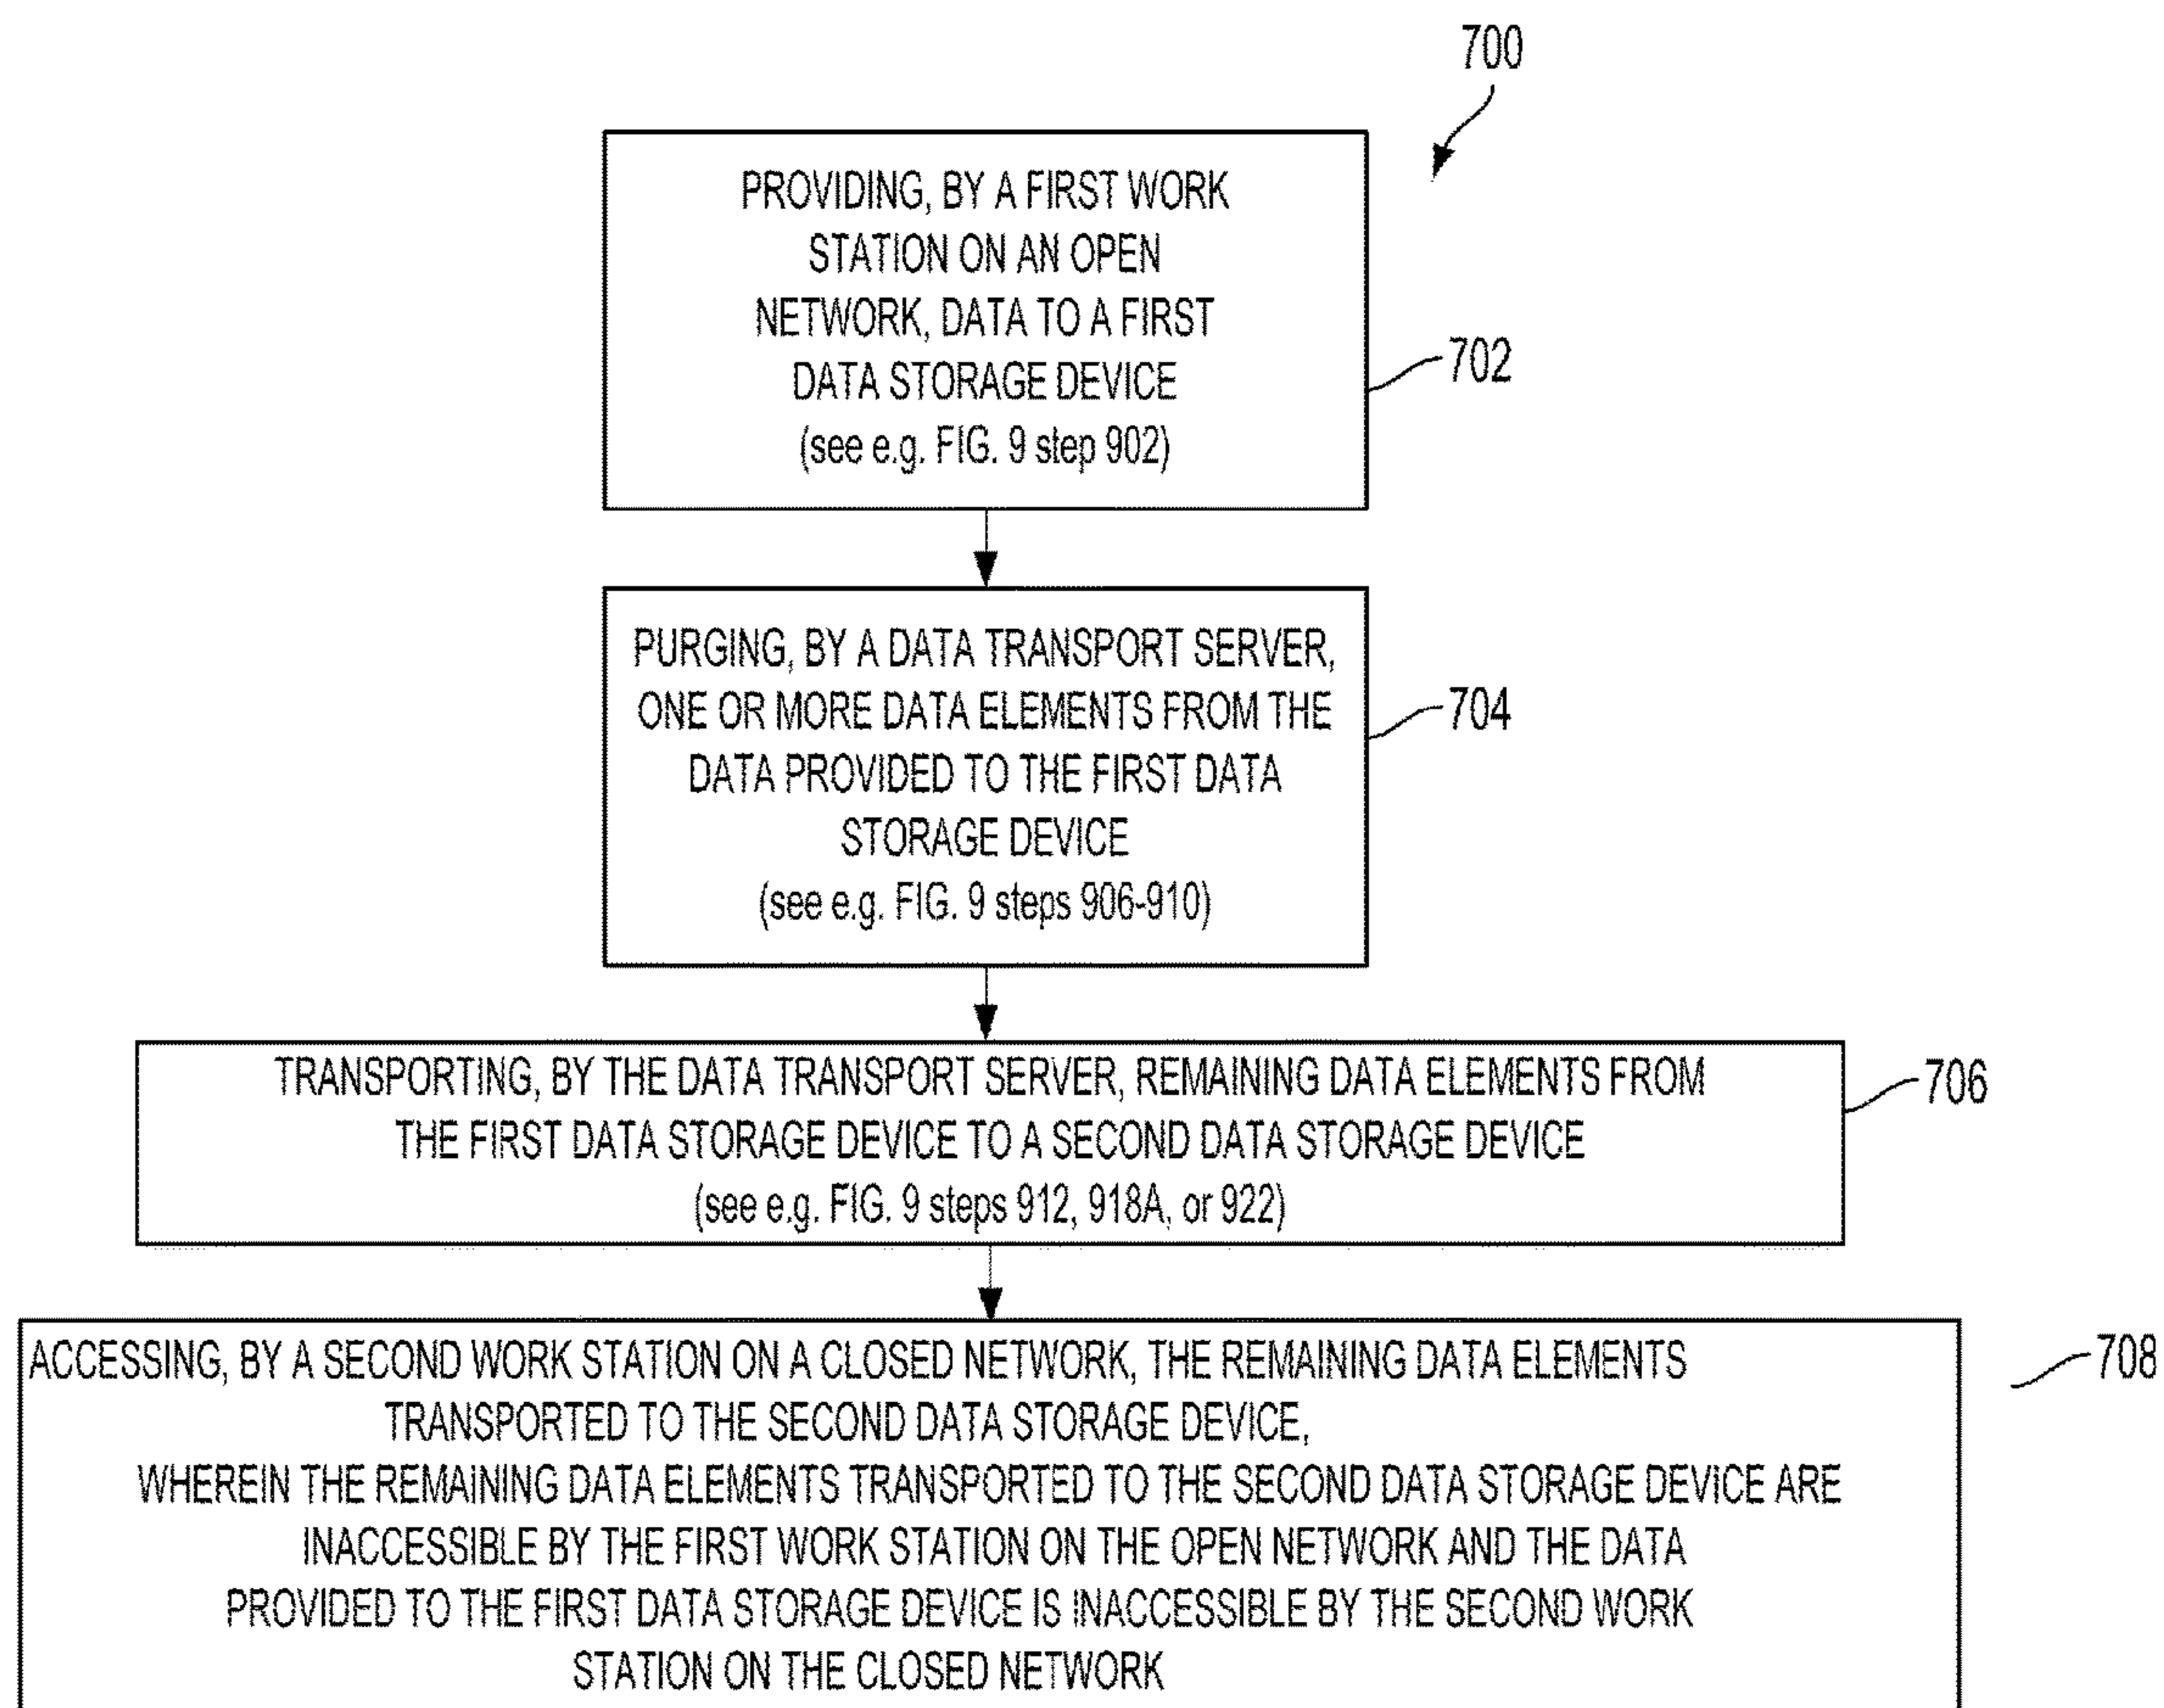 700
PROVIDING, BY A FIRST WORK
STATION ON AN OPEN
NETWORK, DATA TO A FIRST
DATA STORAGE DEVICE
(see e.g. FIG. 9 step 902)
702
PURGING, BY A DATA TRANSPORT SERVER,
ONE OR MORE DATA ELEMENTS FROM THE
DATA PROVIDED TO THE FIRST DATA
STORAGE DEVICE
(see e.g. FIG. 9 steps 906-910)
704
TRANSPORTING, BY THE DATA TRANSPORT SERVER, REMAINING DATA ELEMENTS FROM
THE FIRST DATA STORAGE DEVICE TO A SECOND DATA STORAGE DEVICE
(see e.g. FIG. 9 steps 912, 918A, or 922)
706
ACCESSING, BY A SECOND WORK STATION ON A CLOSED NETWORK, THE REMAINING DATA ELEMENTS
TRANSPORTED TO THE SECOND DATA STORAGE DEVICE,
WHEREIN THE REMAINING DATA ELEMENTS TRANSPORTED TO THE SECOND DATA STORAGE DEVICE ARE
INACCESSIBLE BY THE FIRST WORK STATION ON THE OPEN NETWORK AND THE DATA
PROVIDED TO THE FIRST DATA STORAGE DEVICE IS INACCESSIBLE BY THE SECOND WORK
STATION ON THE CLOSED NETWORK
708